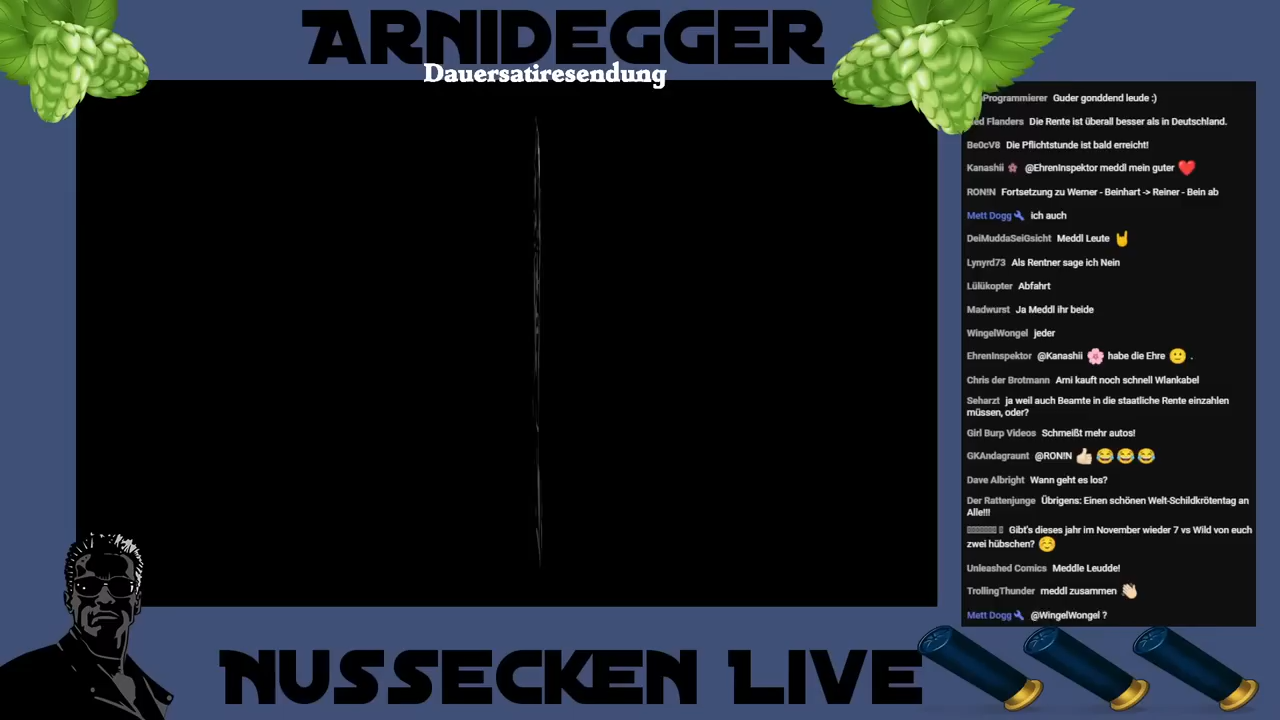 ARNIDEGGER
Dauersatiresendung
Programmierer Guder gonddend leude :)
Flanders Die Rente ist überall besser als in Deutschland.
Be0cV8 Die Pflichtstunde ist bald erreicht!
Kanashii 🌸 @EhrenInspektor meddl mein guter ❤️
RON!N Fortsetzung zu Werner - Beinhart -> Reiner - Bein ab
Mett Dogg 🔧 ich auch
DeiMuddaSeiGsicht Meddl Leute 🤘
Lynyrd73 Als Rentner sage ich Nein
Lülükopter Abfahrt
Madwurst Ja Meddl ihr beide
WingelWongel jeder
EhrenInspektor @Kanashii 🌸 habe die Ehre 🙂 .
Chris der Brotmann Arni kauft noch schnell Wlankabel
Seharzt ja weil auch Beamte in die staatliche Rente einzahlen
müssen, oder?
Girl Burp Videos Schmeißt mehr autos!
GKAndagraunt @RON!N 👍🏻 😂 😂 😂
Dave Albright Wann geht es los?
Der Rattenjunge Übrigens: Einen schönen Welt-Schildkrötentag an
Alle!!!
Gibt's dieses jahr im November wieder 7 vs Wild von euch
zwei hübschen? ☺️
Unleashed Comics Meddle Leudde!
TrollingThunder meddl zusammen 👋🏻
Mett Dogg 🔧 @WingelWongel ?
NUSSECKEN LIVE